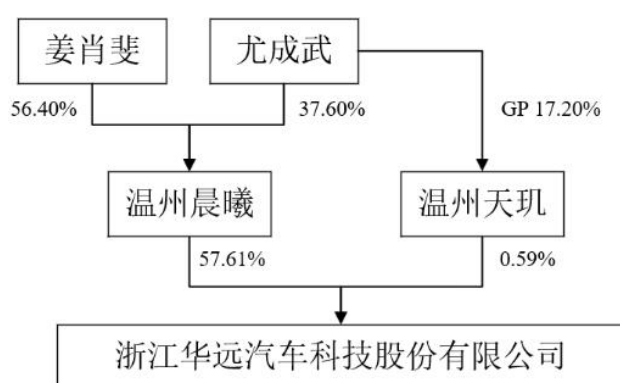 姜肖斐
尤成武
56.40%
37.60%
GP 17.20%
温州晨曦
温州天玑
57.61%
0.59%
浙江华远汽车科技股份有限公司